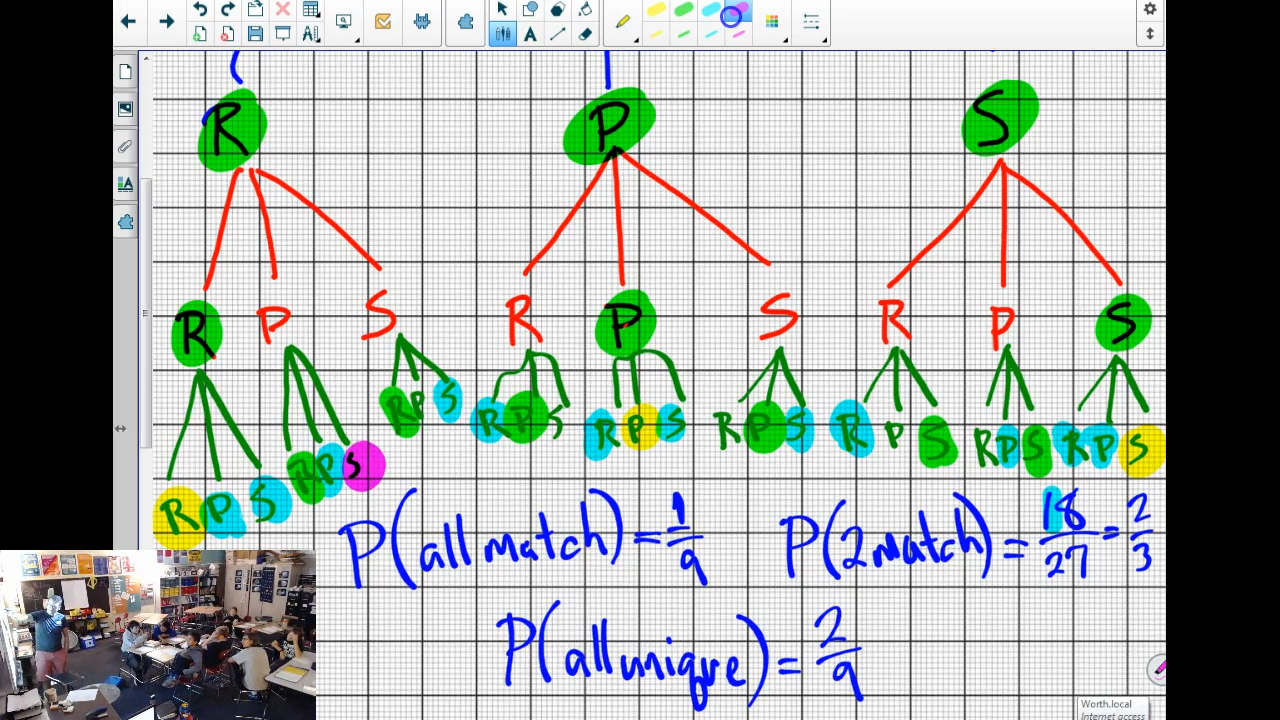 R P S
R P S R P S R P S
R P S R P S R P S R P S R P S R P S R P S R P S R P S
P(all match) = 1/9 P(2 match) = 18/27 = 2/3
P(all unique) = 2/9
Worth.local
Internet access